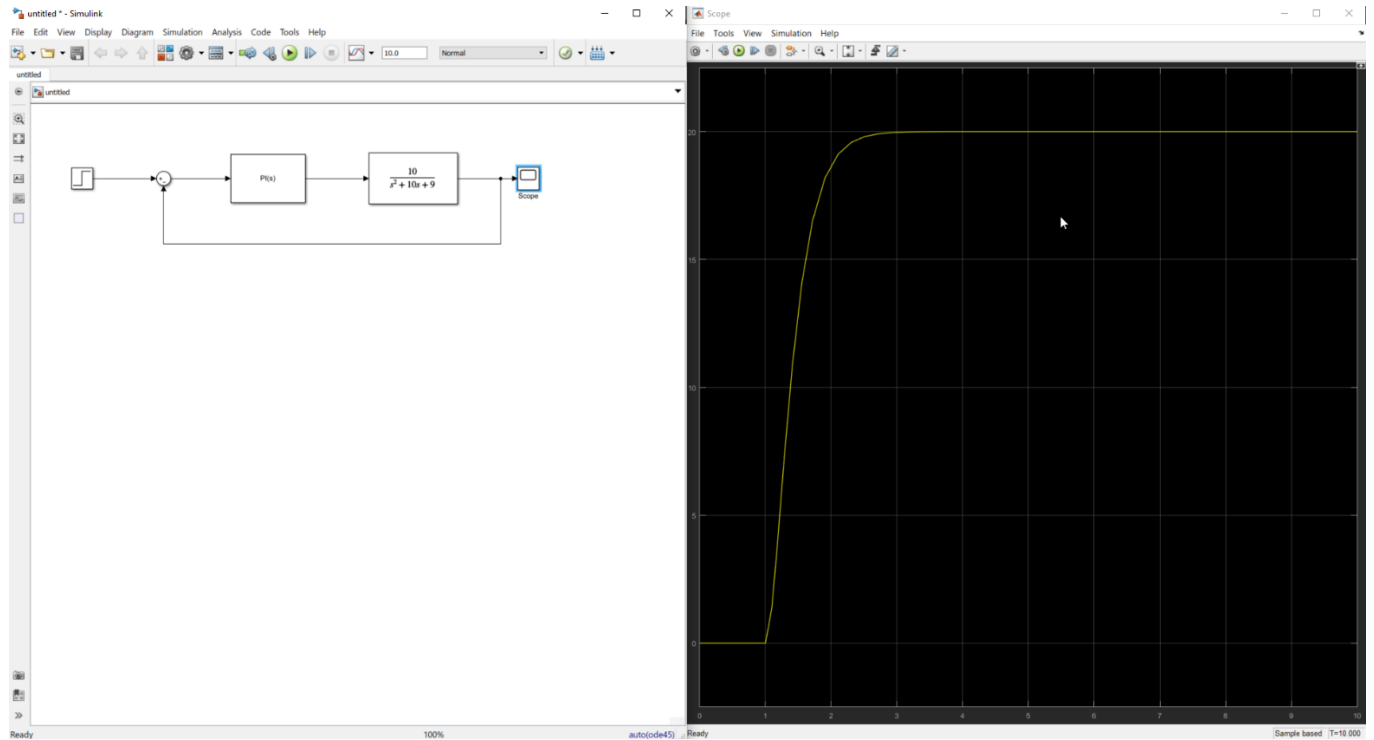 untitled * - Simulink
File Edit View Display Diagram Simulation Analysis Code Tools Help
10.0
Normal
untitled
untitled
PI(s)
10
s² + 10s + 9
Scope
Ready
100%
auto(ode45)
Scope
File Tools View Simulation Help
20
15
10
5
0
0 1 2 3 4 5 6 7 8 9 10
Ready
Sample based T=10.000